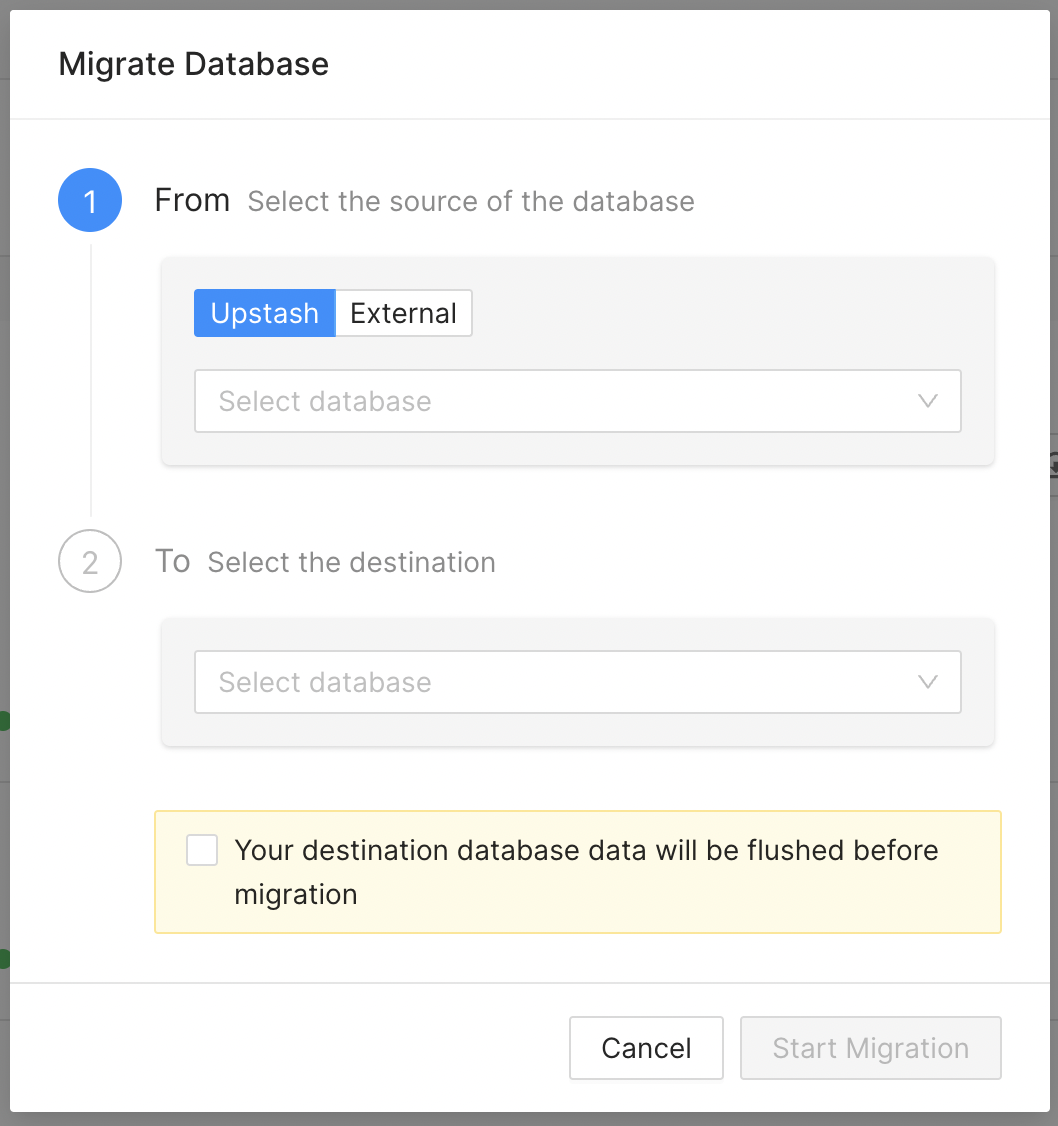 Migrate Database
1 From Select the source of the database
Upstash External
Select database
2 To Select the destination
Select database
Your destination database data will be flushed before
migration
Cancel Start Migration